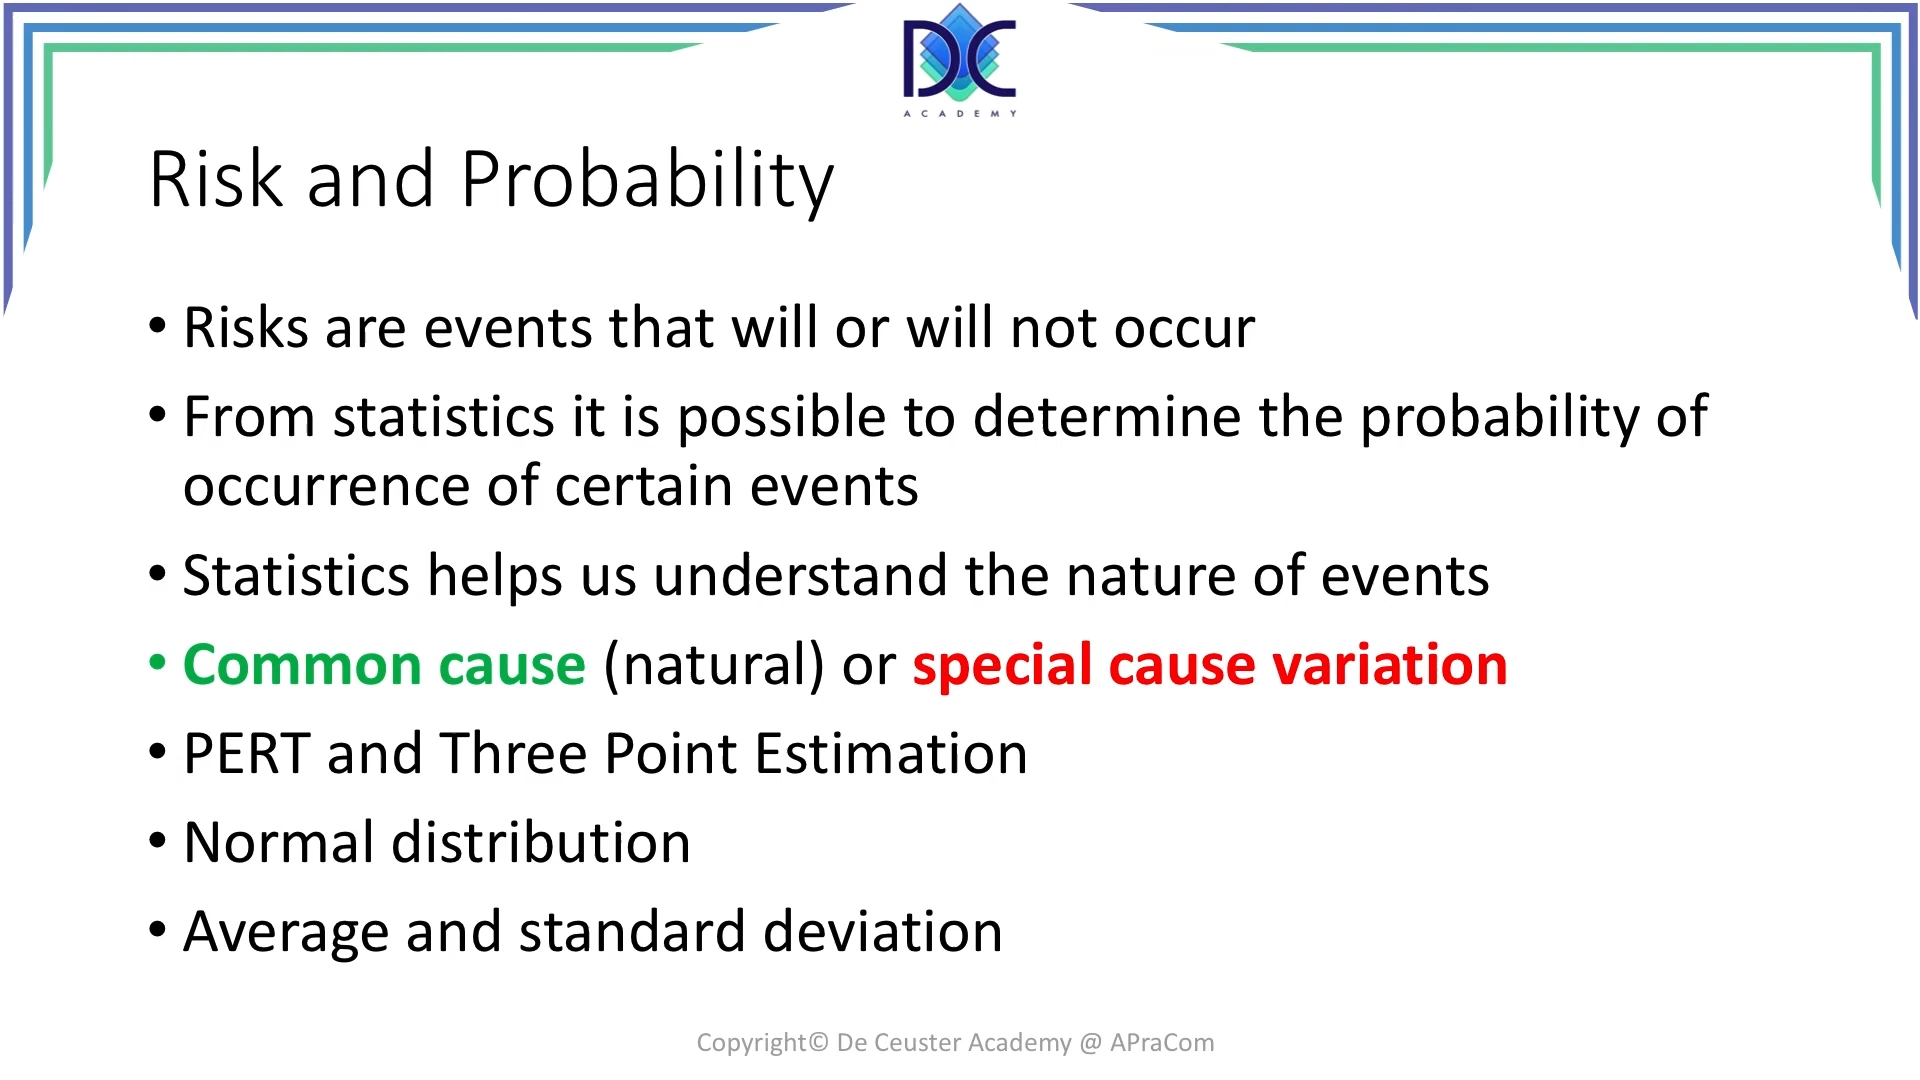 DC
ACADEMY
Risk and Probability
• Risks are events that will or will not occur
• From statistics it is possible to determine the probability of
occurrence of certain events
• Statistics helps us understand the nature of events
• Common cause (natural) or special cause variation
• PERT and Three Point Estimation
• Normal distribution
• Average and standard deviation
Copyright© De Ceuster Academy @ APraCom